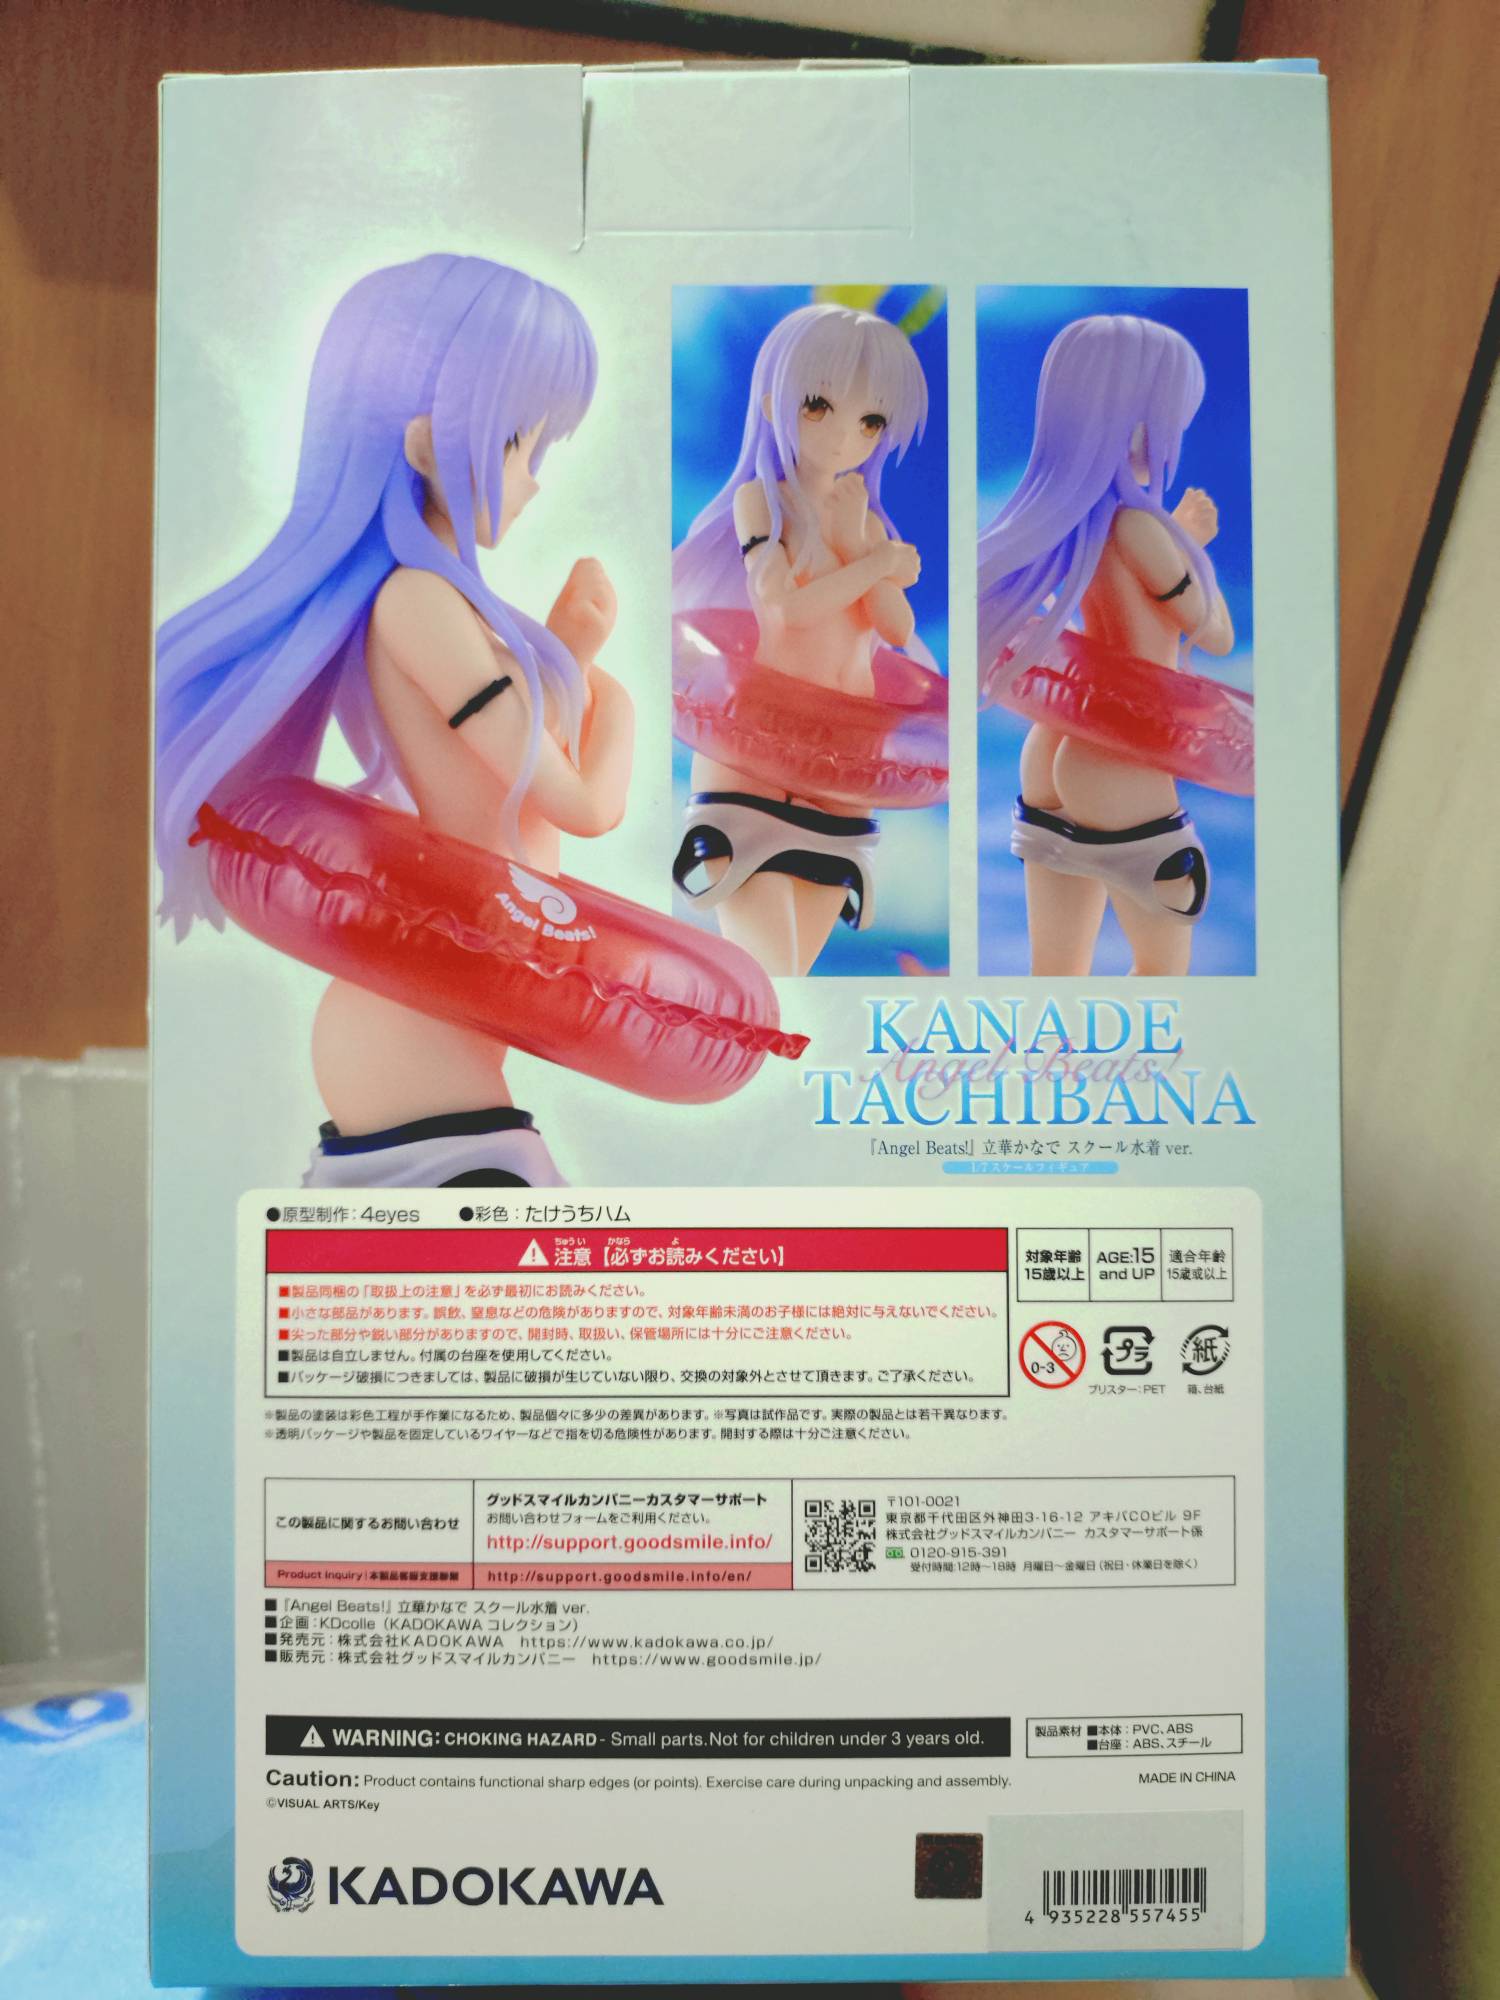 Angel Beats!
KANADE
Angel Beats!
TACHIBANA
『Angel Beats!』 立華かなで スクール水着 ver.
1/7スケールフィギュア
●原型制作：4eyes ●彩色：たけうちハム
注意【必ずお読みください】
ちゅうい かなら よ
■製品同梱の「取扱上の注意」を必ず最初にお読みください。
■小さな部品があります。誤飲、窒息などの危険がありますので、対象年齢未満のお子様には絶対に与えないでください。
■尖った部分や鋭い部分がありますので、開封時、取扱い、保管場所には十分にご注意ください。
■製品は自立しません。付属の台座を使用してください。
■パッケージ破損につきましては、製品に破損が生じていない限り、交換の対象外とさせて頂きます。ご了承ください。
対象年齢
15歳以上
AGE:15
and UP
適合年齢
15歳或以上
0-3
プラ
紙
ブリスター：PET
箱、台紙
※製品の塗装は彩色工程が手作業になるため、製品個々に多少の差異があります。※写真は試作品です。実際の製品とは若干異なります。
※透明パッケージや製品を固定しているワイヤーなどで指を切る危険性があります。開封する際は十分ご注意ください。
この製品に関するお問い合わせ
グッドスマイルカンパニーカスタマーサポート
お問い合わせフォームをご利用ください。
http://support.goodsmile.info/
Product Inquiry | 本製品客服支援聯繫
http://support.goodsmile.info/en/
〒101-0021
東京都千代田区外神田3-16-12 アキバCOビル 9F
株式会社グッドスマイルカンパニー カスタマーサポート係
0120-915-391
受付時間:12時～18時 月曜日～金曜日(祝日・休業日を除く)
■『Angel Beats!』立華かなで スクール水着 ver.
■企画：KDcolle（KADOKAWAコレクション）
■発売元：株式会社KADOKAWA https://www.kadokawa.co.jp/
■販売元：株式会社グッドスマイルカンパニー https://www.goodsmile.jp/
WARNING: CHOKING HAZARD - Small parts. Not for children under 3 years old.
製品素材 ■本体：PVC、ABS
■台座：ABS、スチール
Caution: Product contains functional sharp edges (or points). Exercise care during unpacking and assembly.
MADE IN CHINA
©VISUAL ARTS/Key
KADOKAWA
4 935228 557455